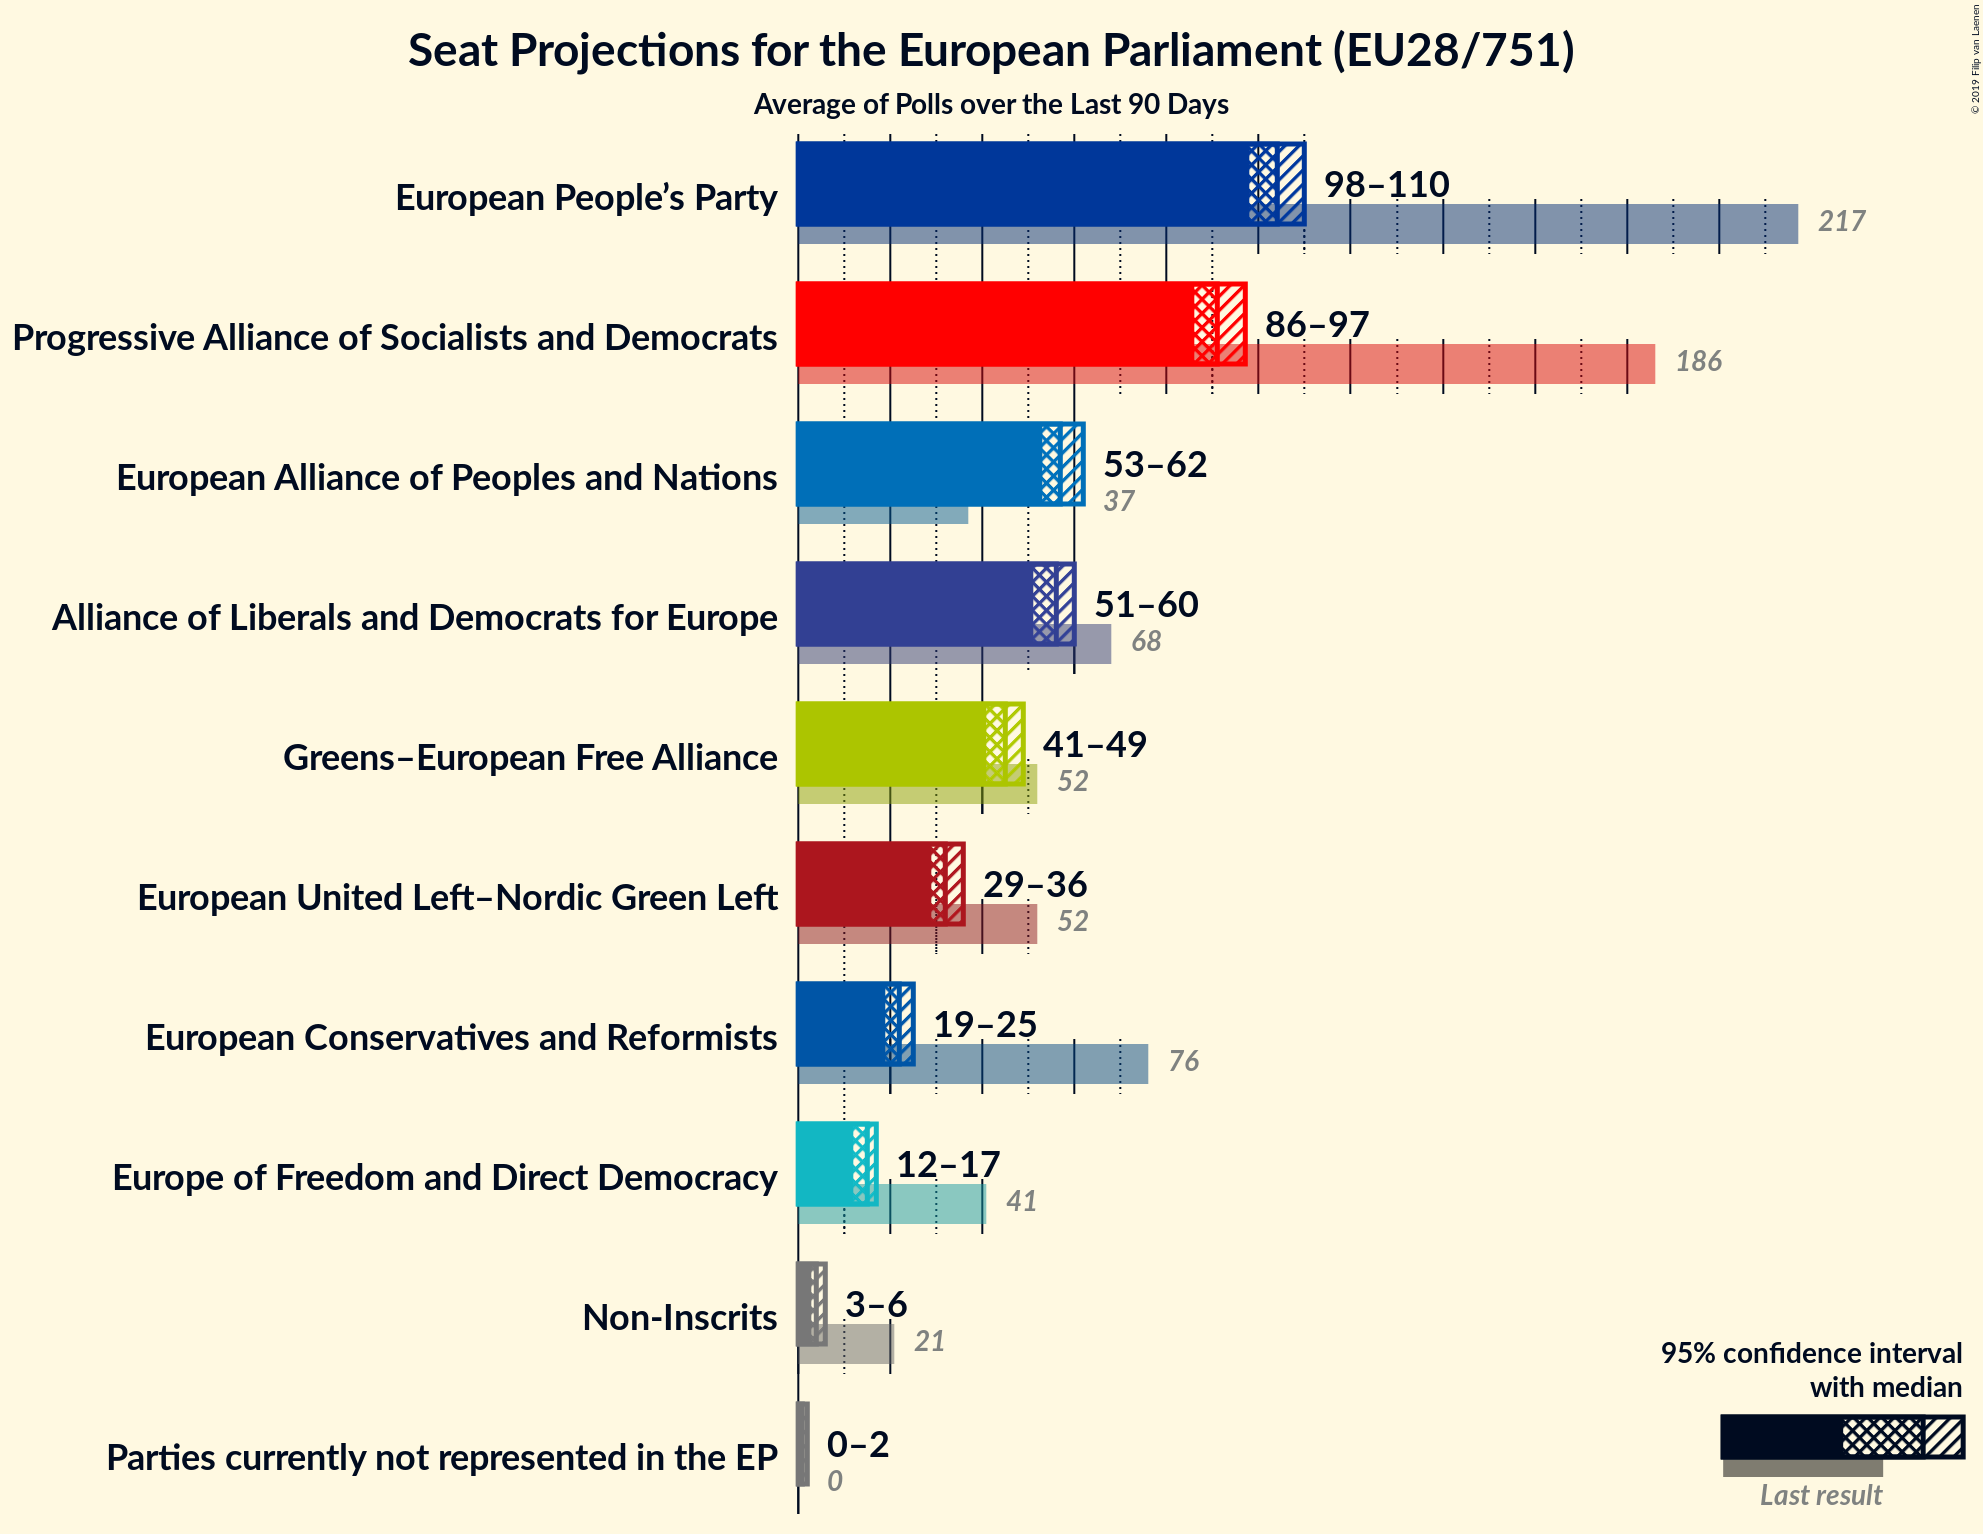 Seat Projections for the European Parliament (EU28/751)
Average of Polls over the Last 90 Days
© 2019 Filip van Laenen
European People’s Party
98–110
217
Progressive Alliance of Socialists and Democrats
86–97
186
European Alliance of Peoples and Nations
53–62
37
Alliance of Liberals and Democrats for Europe
51–60
68
Greens–European Free Alliance
41–49
52
European United Left–Nordic Green Left
29–36
52
European Conservatives and Reformists
19–25
76
Europe of Freedom and Direct Democracy
12–17
41
Non-Inscrits
3–6
21
Parties currently not represented in the EP
0–2
0
95% confidence interval
with median
Last result